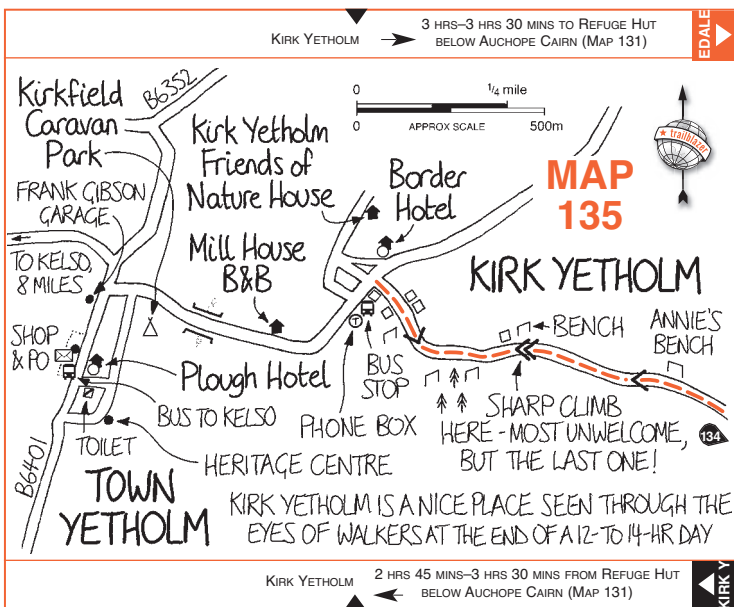 KIRK YETHOLM
3 HRS–3 HRS 30 MINS TO REFUGE HUT
BELOW AUCHOPE CAIRN (MAP 131)
EDALE
Kirkfield
Caravan
Park
B6352
0 1/4 mile
0 APPROX SCALE 500m
★ trailblazer
Kirk Yetholm
Friends of
Nature House
Border
Hotel
MAP
135
FRANK GIBSON
GARAGE
TO KELSO,
8 MILES
Mill House
B&B
KIRK YETHOLM
SHOP
& PO
Plough Hotel
BUS
STOP
BENCH
ANNIE'S
BENCH
BUS TO KELSO
PHONE BOX
T
SHARP CLIMB
HERE - MOST UNWELCOME,
BUT THE LAST ONE!
134
TOILET
HERITAGE CENTRE
B6401
TOWN
YETHOLM
KIRK YETHOLM IS A NICE PLACE SEEN THROUGH THE
EYES OF WALKERS AT THE END OF A 12- TO 14-HR DAY
KIRK YETHOLM
2 HRS 45 MINS–3 HRS 30 MINS FROM REFUGE HUT
BELOW AUCHOPE CAIRN (MAP 131)
KIRK Y